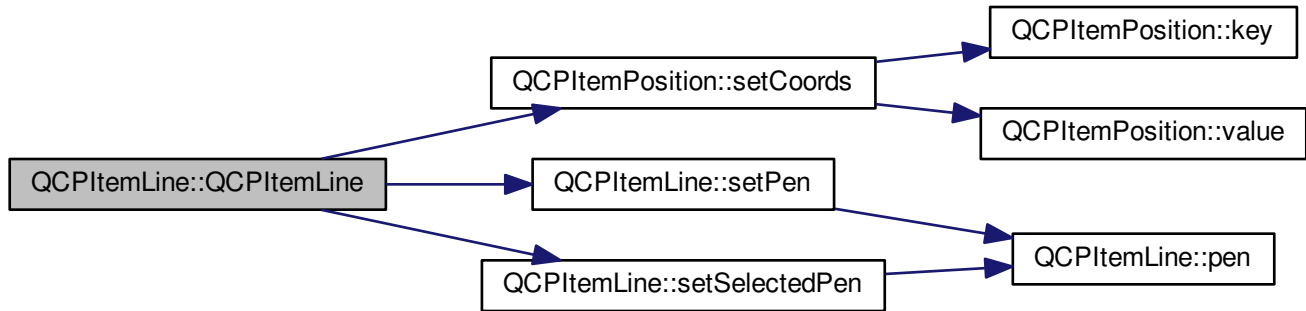 QCPItemPosition::key
QCPItemPosition::setCoords
QCPItemPosition::value
QCPItemLine::QCPItemLine
QCPItemLine::setPen
QCPItemLine::pen
QCPItemLine::setSelectedPen